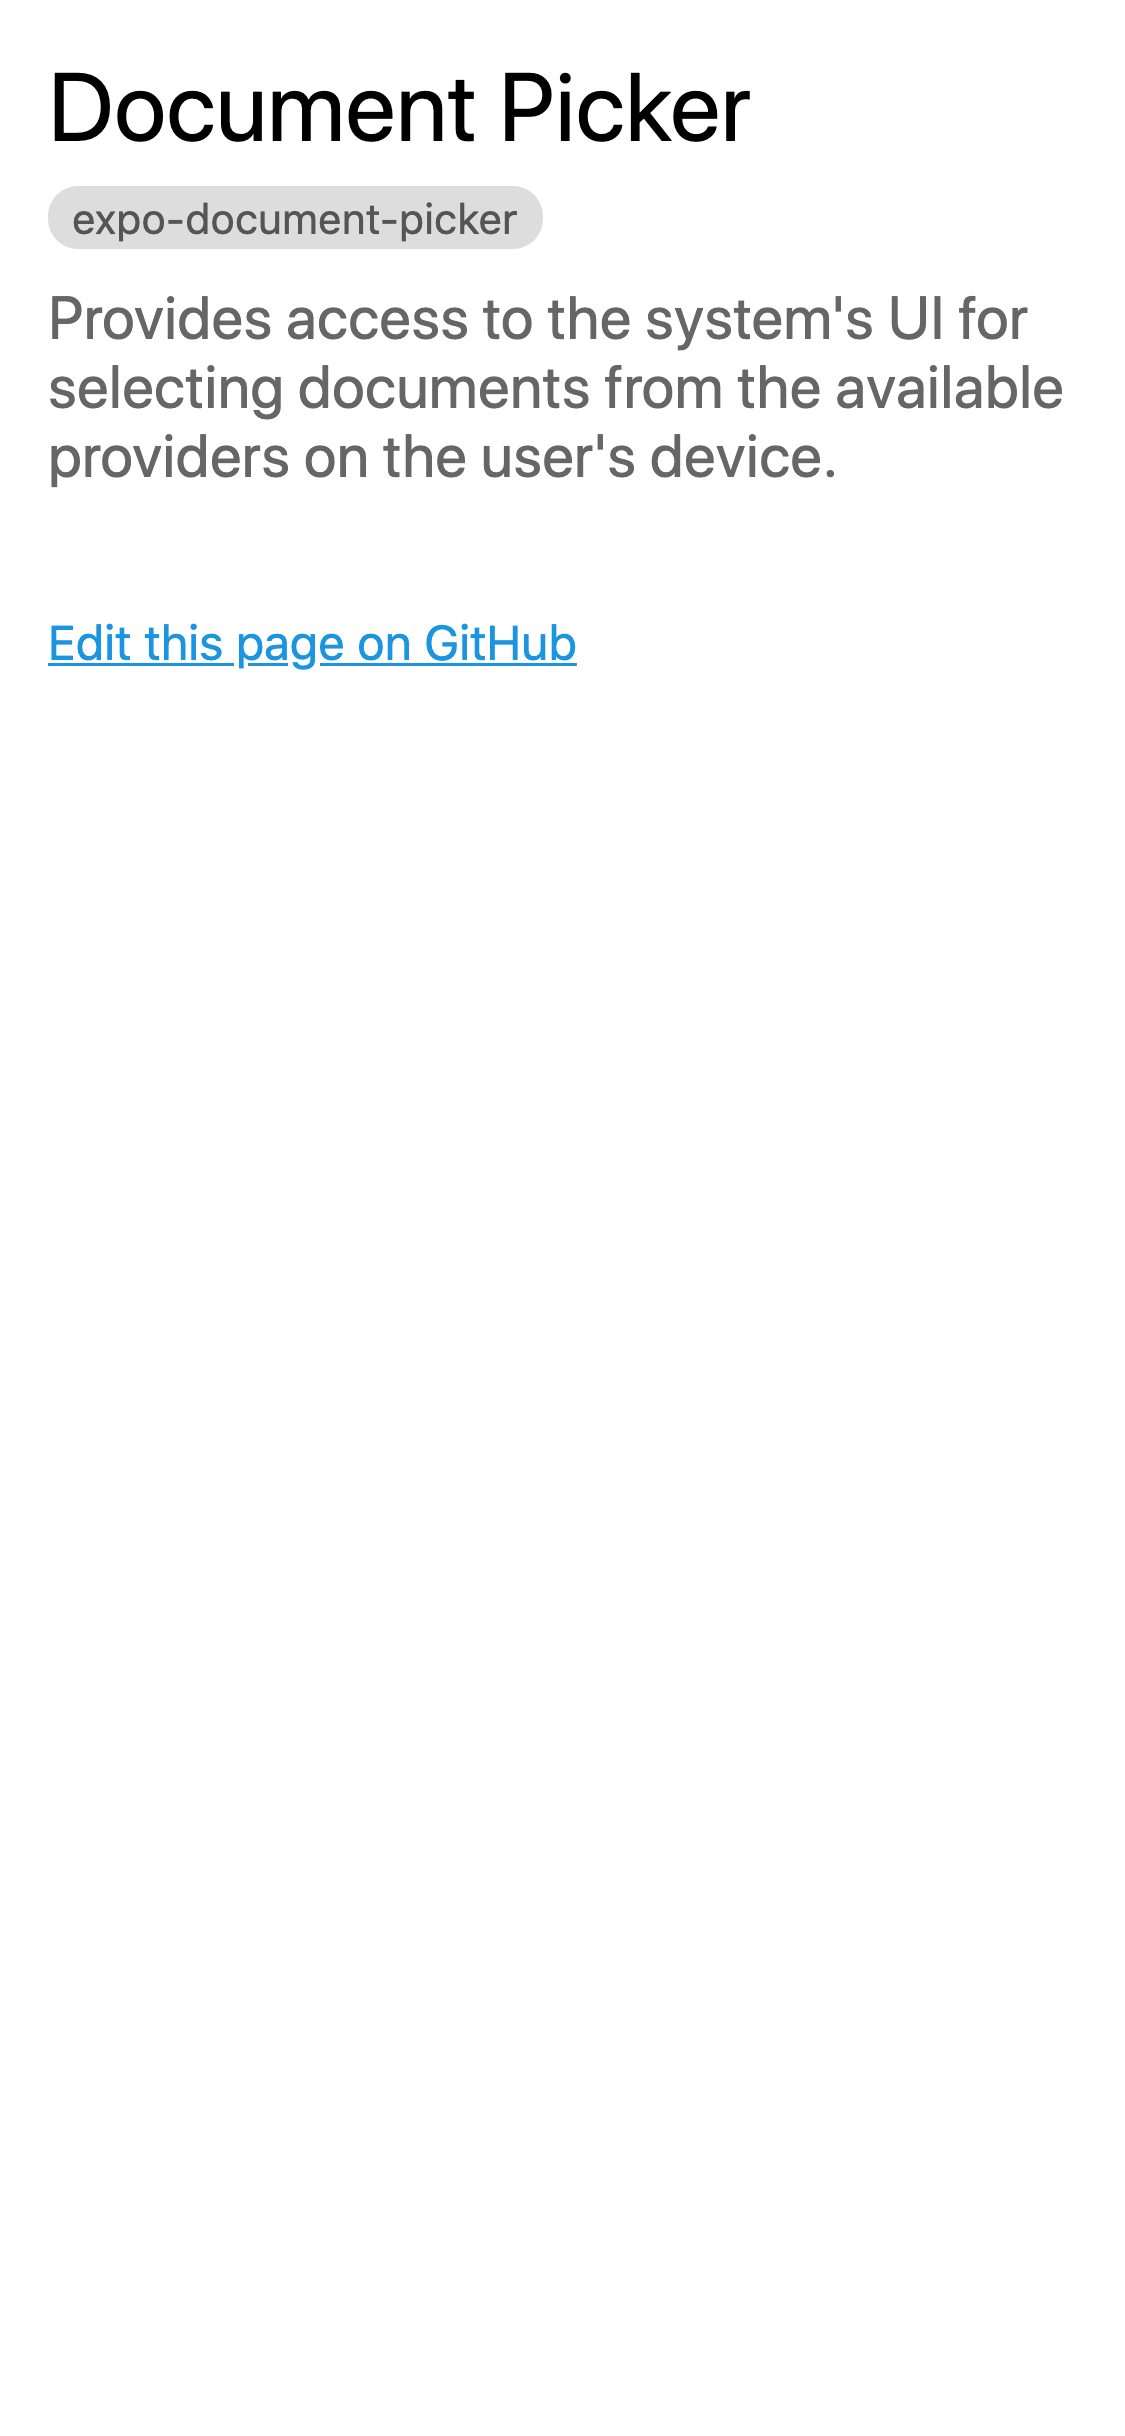 Document Picker
expo-document-picker
Provides access to the system's UI for
selecting documents from the available
providers on the user's device.
Edit this page on GitHub